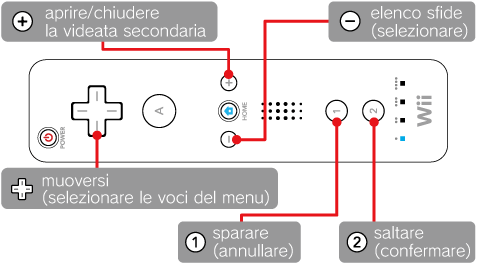 + aprire/chiudere
la videata secondaria
− elenco sfide
(selezionare)
+
A
HOME
−
POWER
1
2
Wii
muoversi
(selezionare le voci del menu)
1 sparare
(annullare)
2 saltare
(confermare)